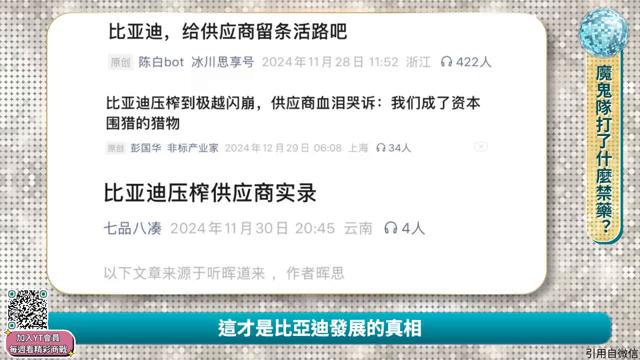 比亚迪，给供应商留条活路吧
原创 陈白bot 冰川思享号 2024年11月28日 11:52 浙江 422人
比亚迪压榨到极越闪崩，供应商血泪哭诉：我们成了资本
围猎的猎物
原创 彭国华 非标产业家 2024年12月29日 06:08 上海 34人
比亚迪压榨供应商实录
七品八凑 2024年11月30日 20:45 云南 4人
以下文章来源于听晖道来，作者晖思
魔鬼隊打了什麼禁藥？
加入YT會員
每週看精彩商戰
這才是比亞迪發展的真相
引用自微信